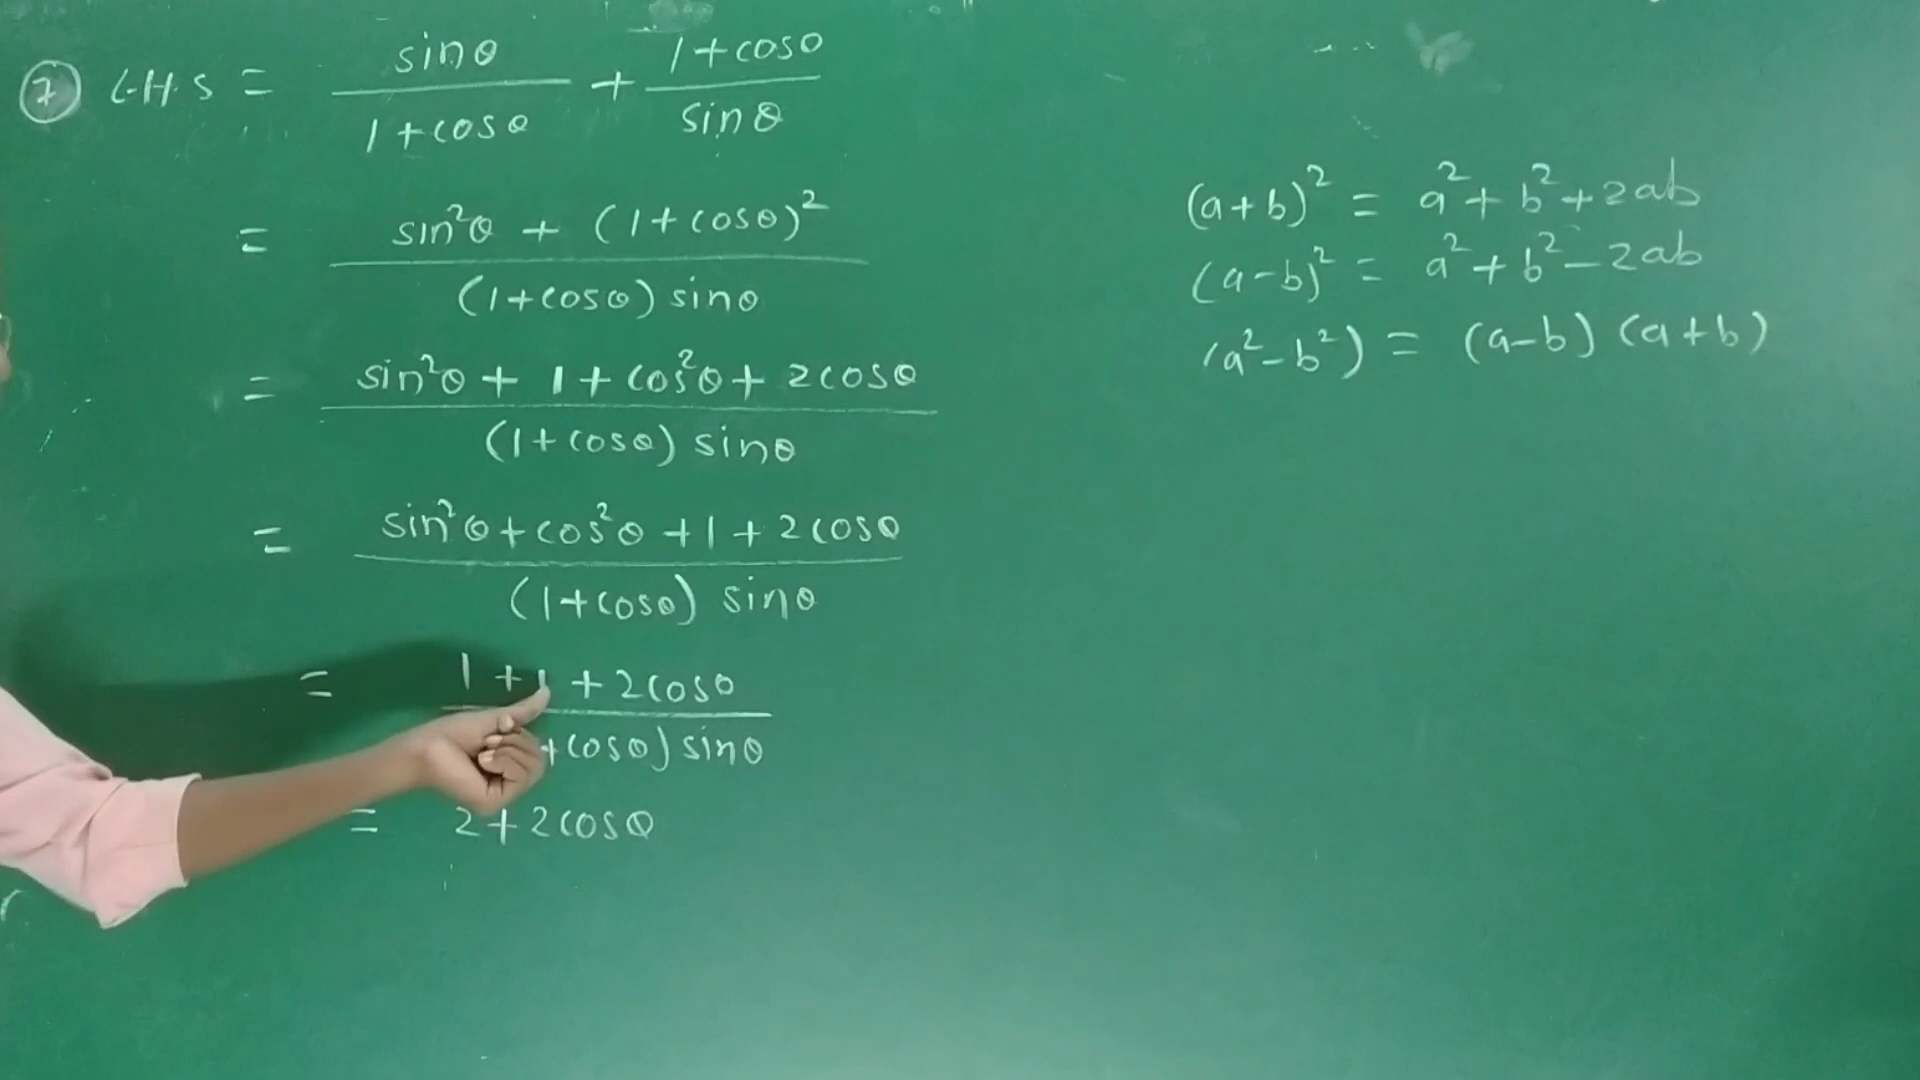 7 LHS = sinθ / 1+cosθ + 1+cosθ / sinθ
= sin²θ + (1+cosθ)² / (1+cosθ) sinθ
= sin²θ + 1 + cos²θ + 2cosθ / (1+cosθ) sinθ
= sin²θ + cos²θ + 1 + 2cosθ / (1+cosθ) sinθ
= 1 + 1 + 2cosθ / +cosθ) sinθ
= 2+2cosθ
(a+b)² = a²+b²+2ab
(a-b)² = a²+b²-2ab
(a²-b²) = (a-b) (a+b)